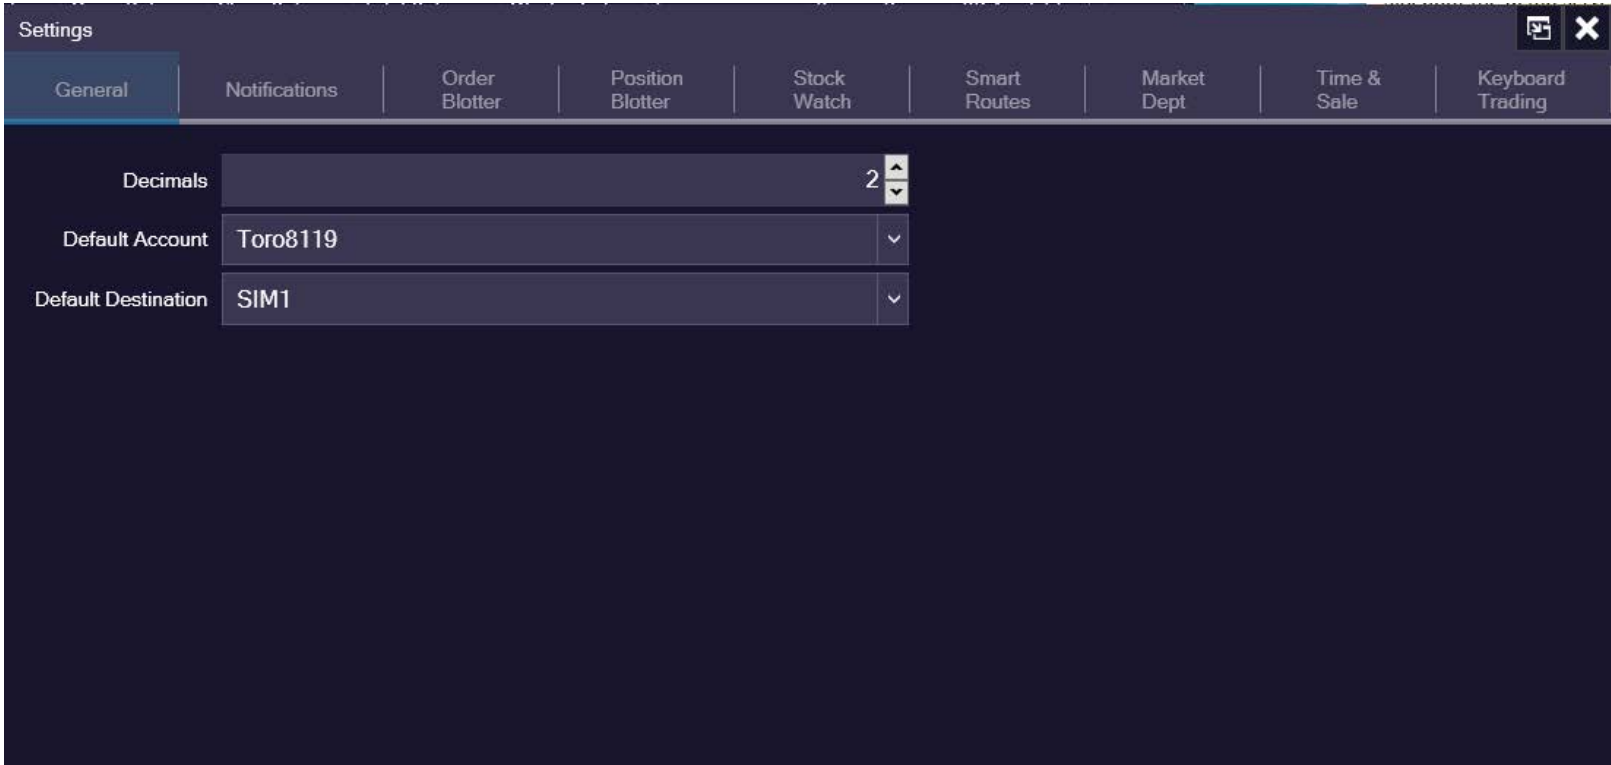 Settings
General
Notifications
Order
Blotter
Position
Blotter
Stock
Watch
Smart
Routes
Market
Dept
Time &
Sale
Keyboard
Trading
Decimals 2
Default Account Toro8119
Default Destination SIM1